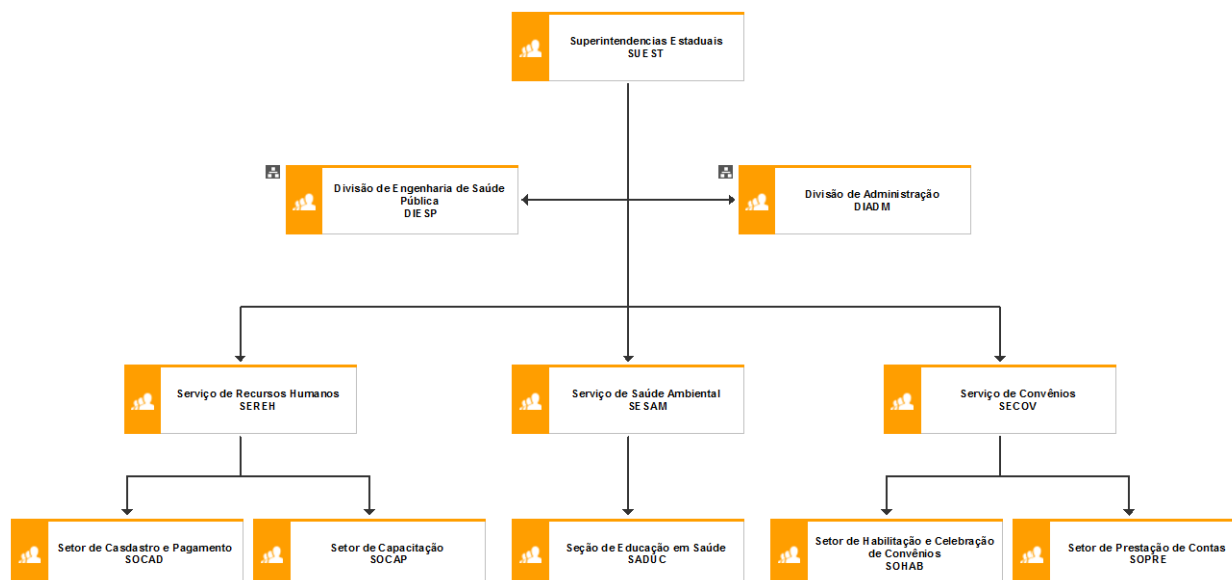 Superintendencias Estaduais
SUEST
Divisão de Engenharia de Saúde
Pública
DIESP
Divisão de Administração
DIADM
Serviço de Recursos Humanos
SEREH
Serviço de Saúde Ambiental
SESAM
Serviço de Convênios
SECOV
Setor de Casdastro e Pagamento
SOCAD
Setor de Capacitação
SOCAP
Seção de Educação em Saúde
SADUC
Setor de Habilitação e Celebração
de Convênios
SOHAB
Setor de Prestação de Contas
SOPRE